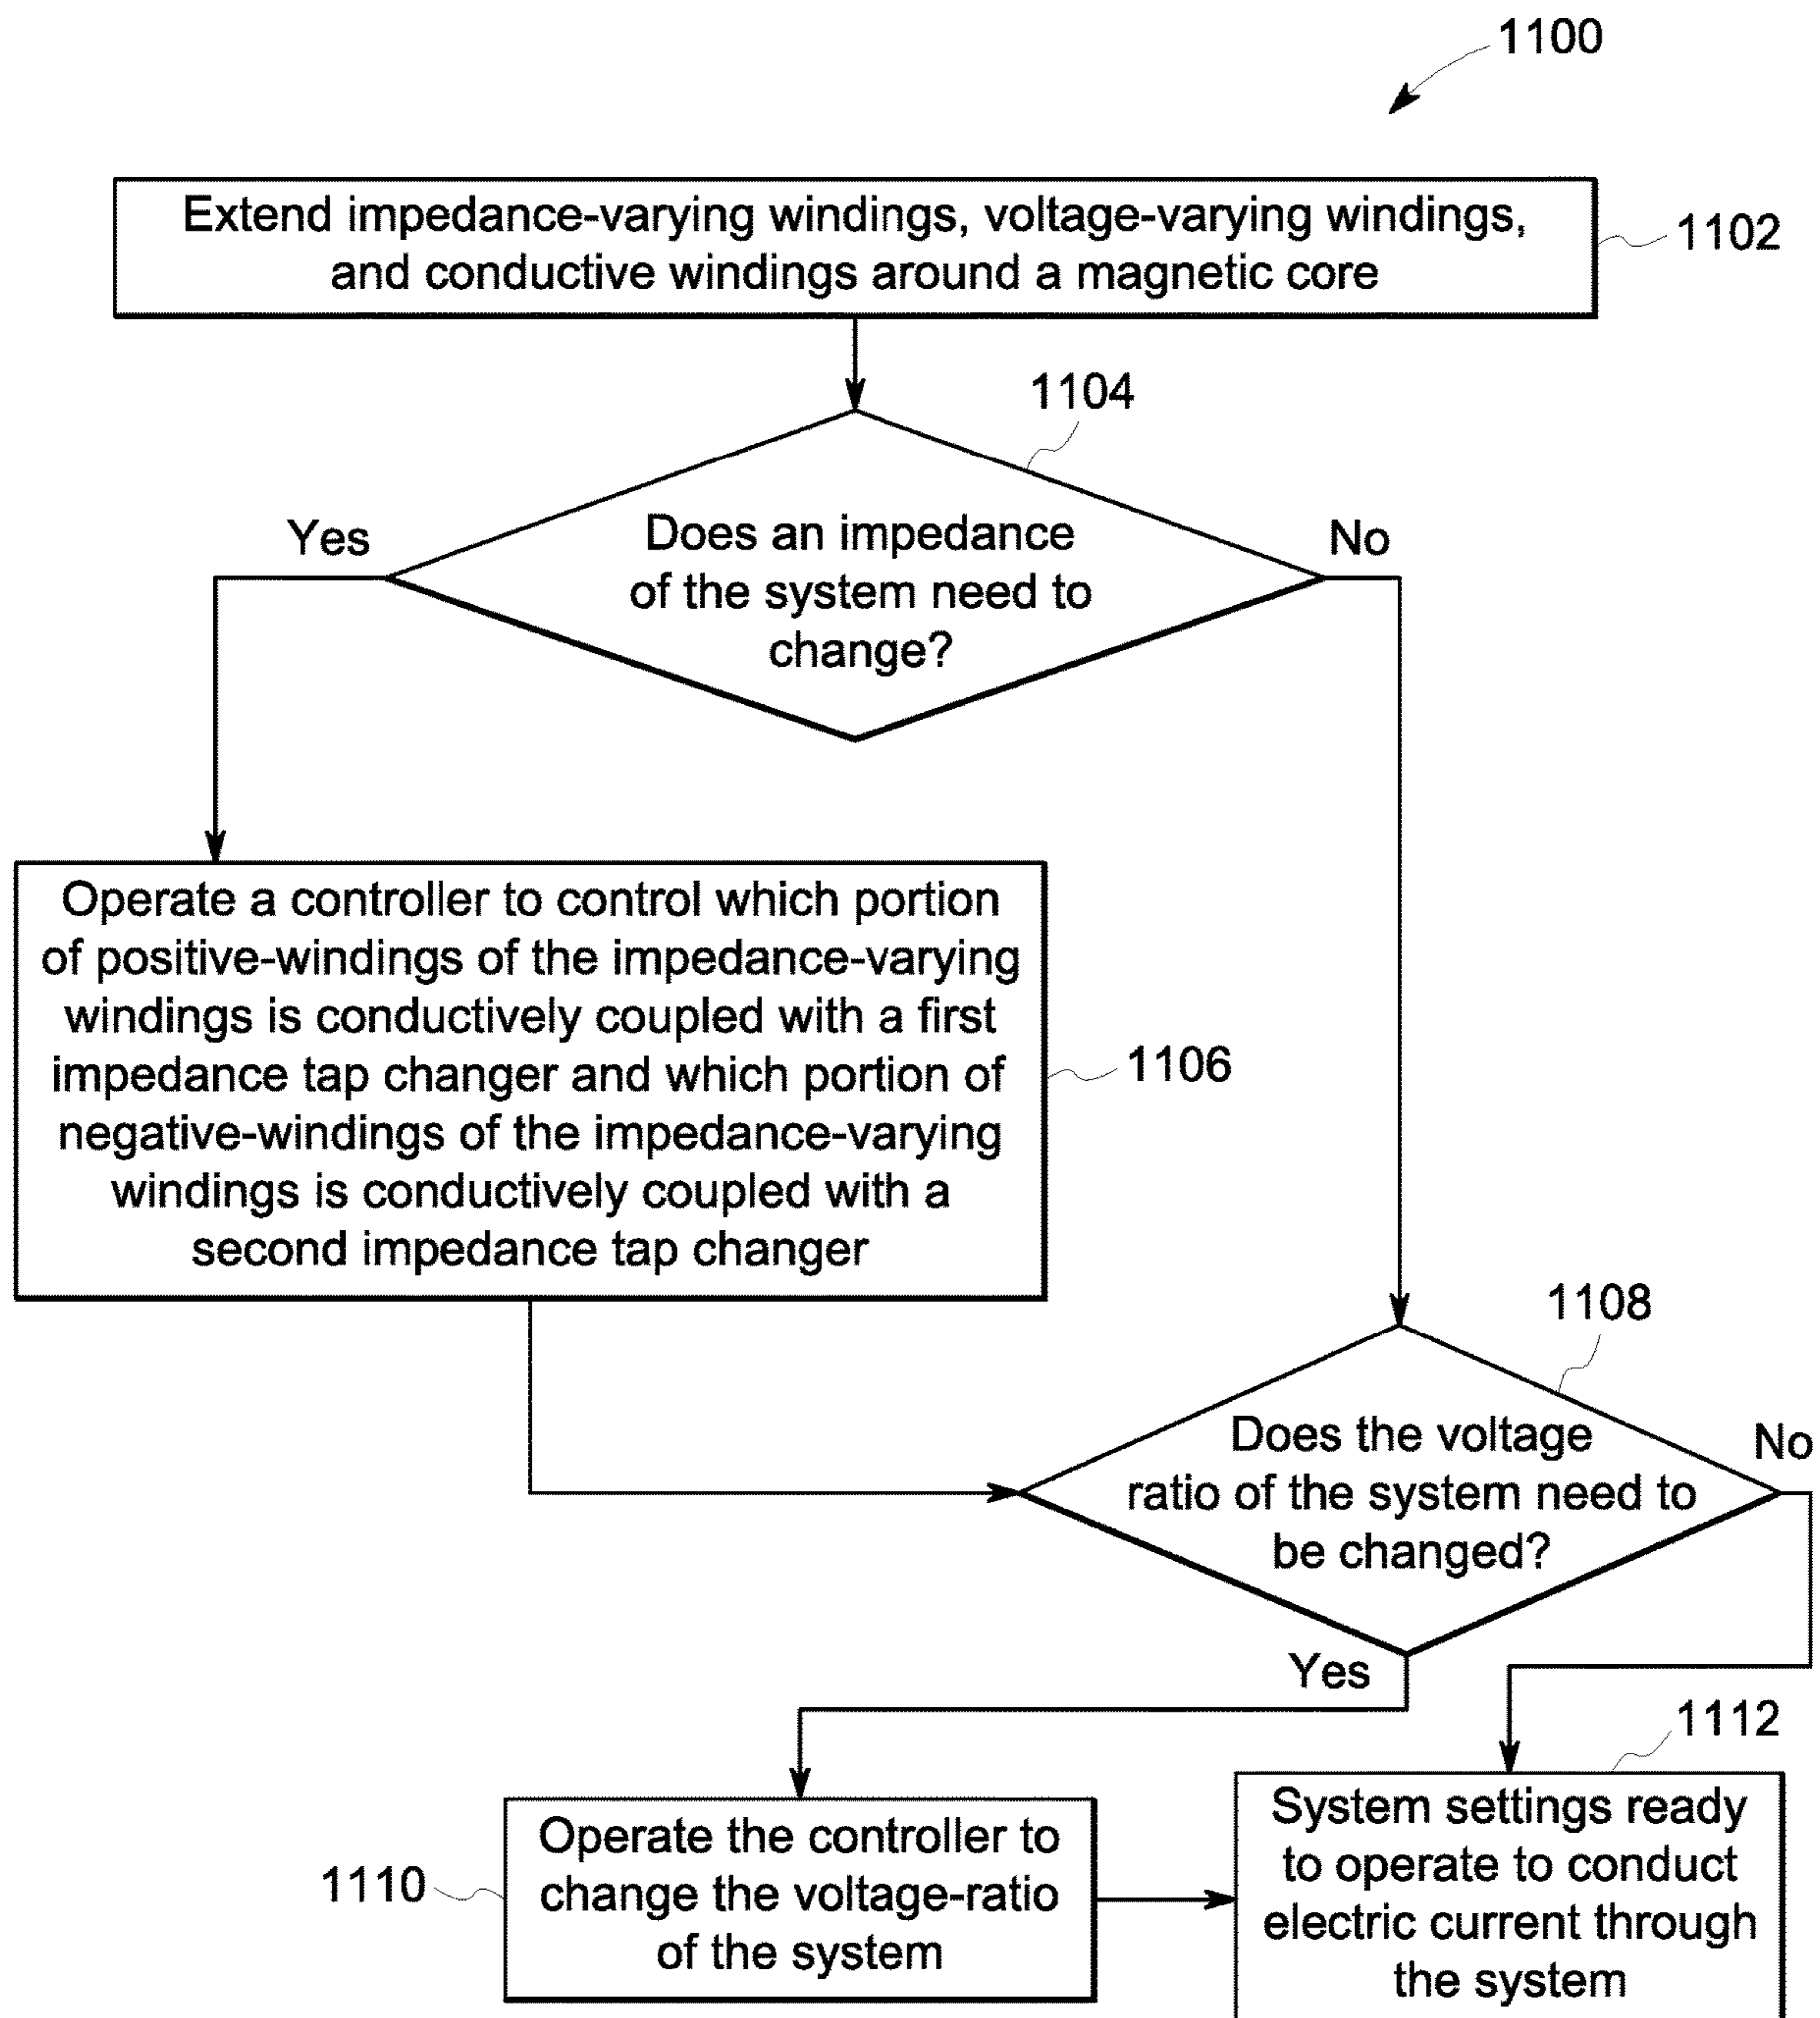 1100
Extend impedance-varying windings, voltage-varying windings,
and conductive windings around a magnetic core
1102
1104
Does an impedance
of the system need to
change?
Yes
No
Operate a controller to control which portion
of positive-windings of the impedance-varying
windings is conductively coupled with a first
impedance tap changer and which portion of
negative-windings of the impedance-varying
windings is conductively coupled with a
second impedance tap changer
1106
1108
Does the voltage
ratio of the system need to
be changed?
No
Yes
1110
Operate the controller to
change the voltage-ratio
of the system
1112
System settings ready
to operate to conduct
electric current through
the system